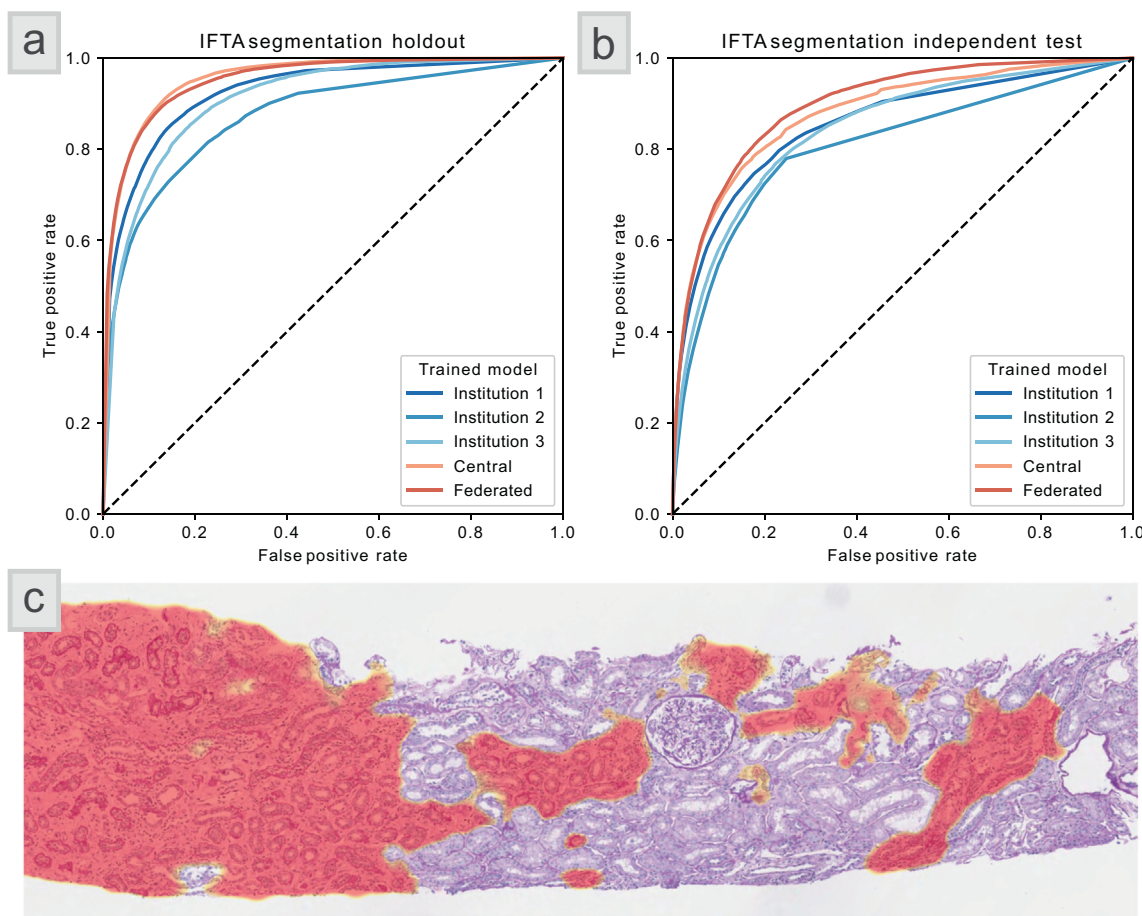 a
IFTA segmentation holdout
1.0
0.8
0.6
0.4
0.2
0.0
True positive rate
0.0 0.2 0.4 0.6 0.8 1.0
False positive rate
Trained model
Institution 1
Institution 2
Institution 3
Central
Federated
b
IFTA segmentation independent test
1.0
0.8
0.6
0.4
0.2
0.0
True positive rate
0.0 0.2 0.4 0.6 0.8 1.0
False positive rate
Trained model
Institution 1
Institution 2
Institution 3
Central
Federated
c